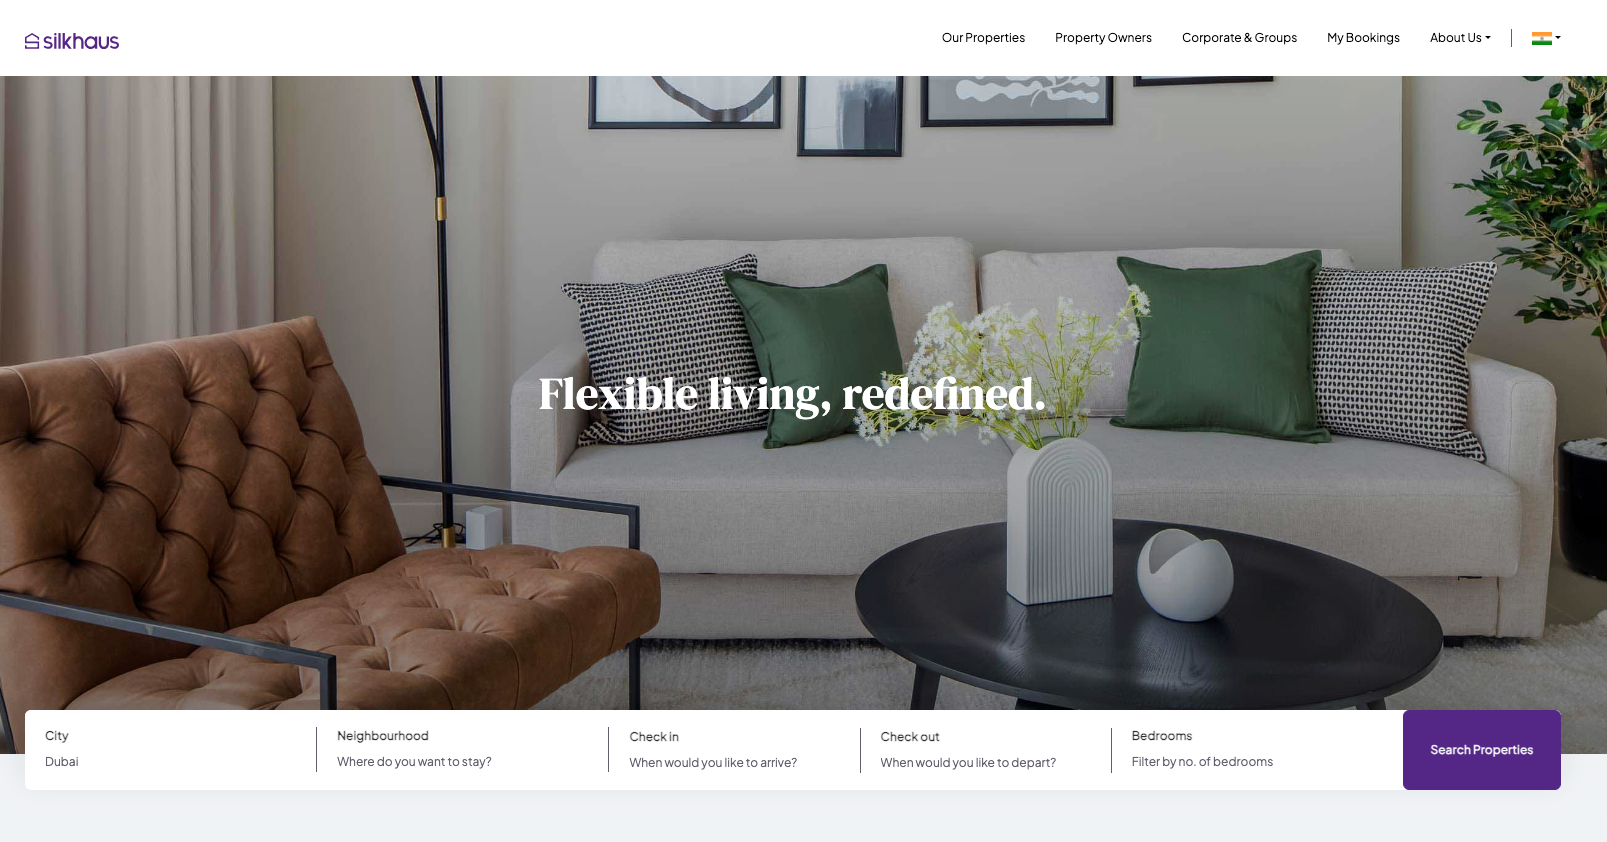 silkhaus
Our Properties
Property Owners
Corporate & Groups
My Bookings
About Us
Flexible living, redefined.
City
Dubai
Neighbourhood
Where do you want to stay?
Check in
When would you like to arrive?
Check out
When would you like to depart?
Bedrooms
Filter by no. of bedrooms
Search Properties